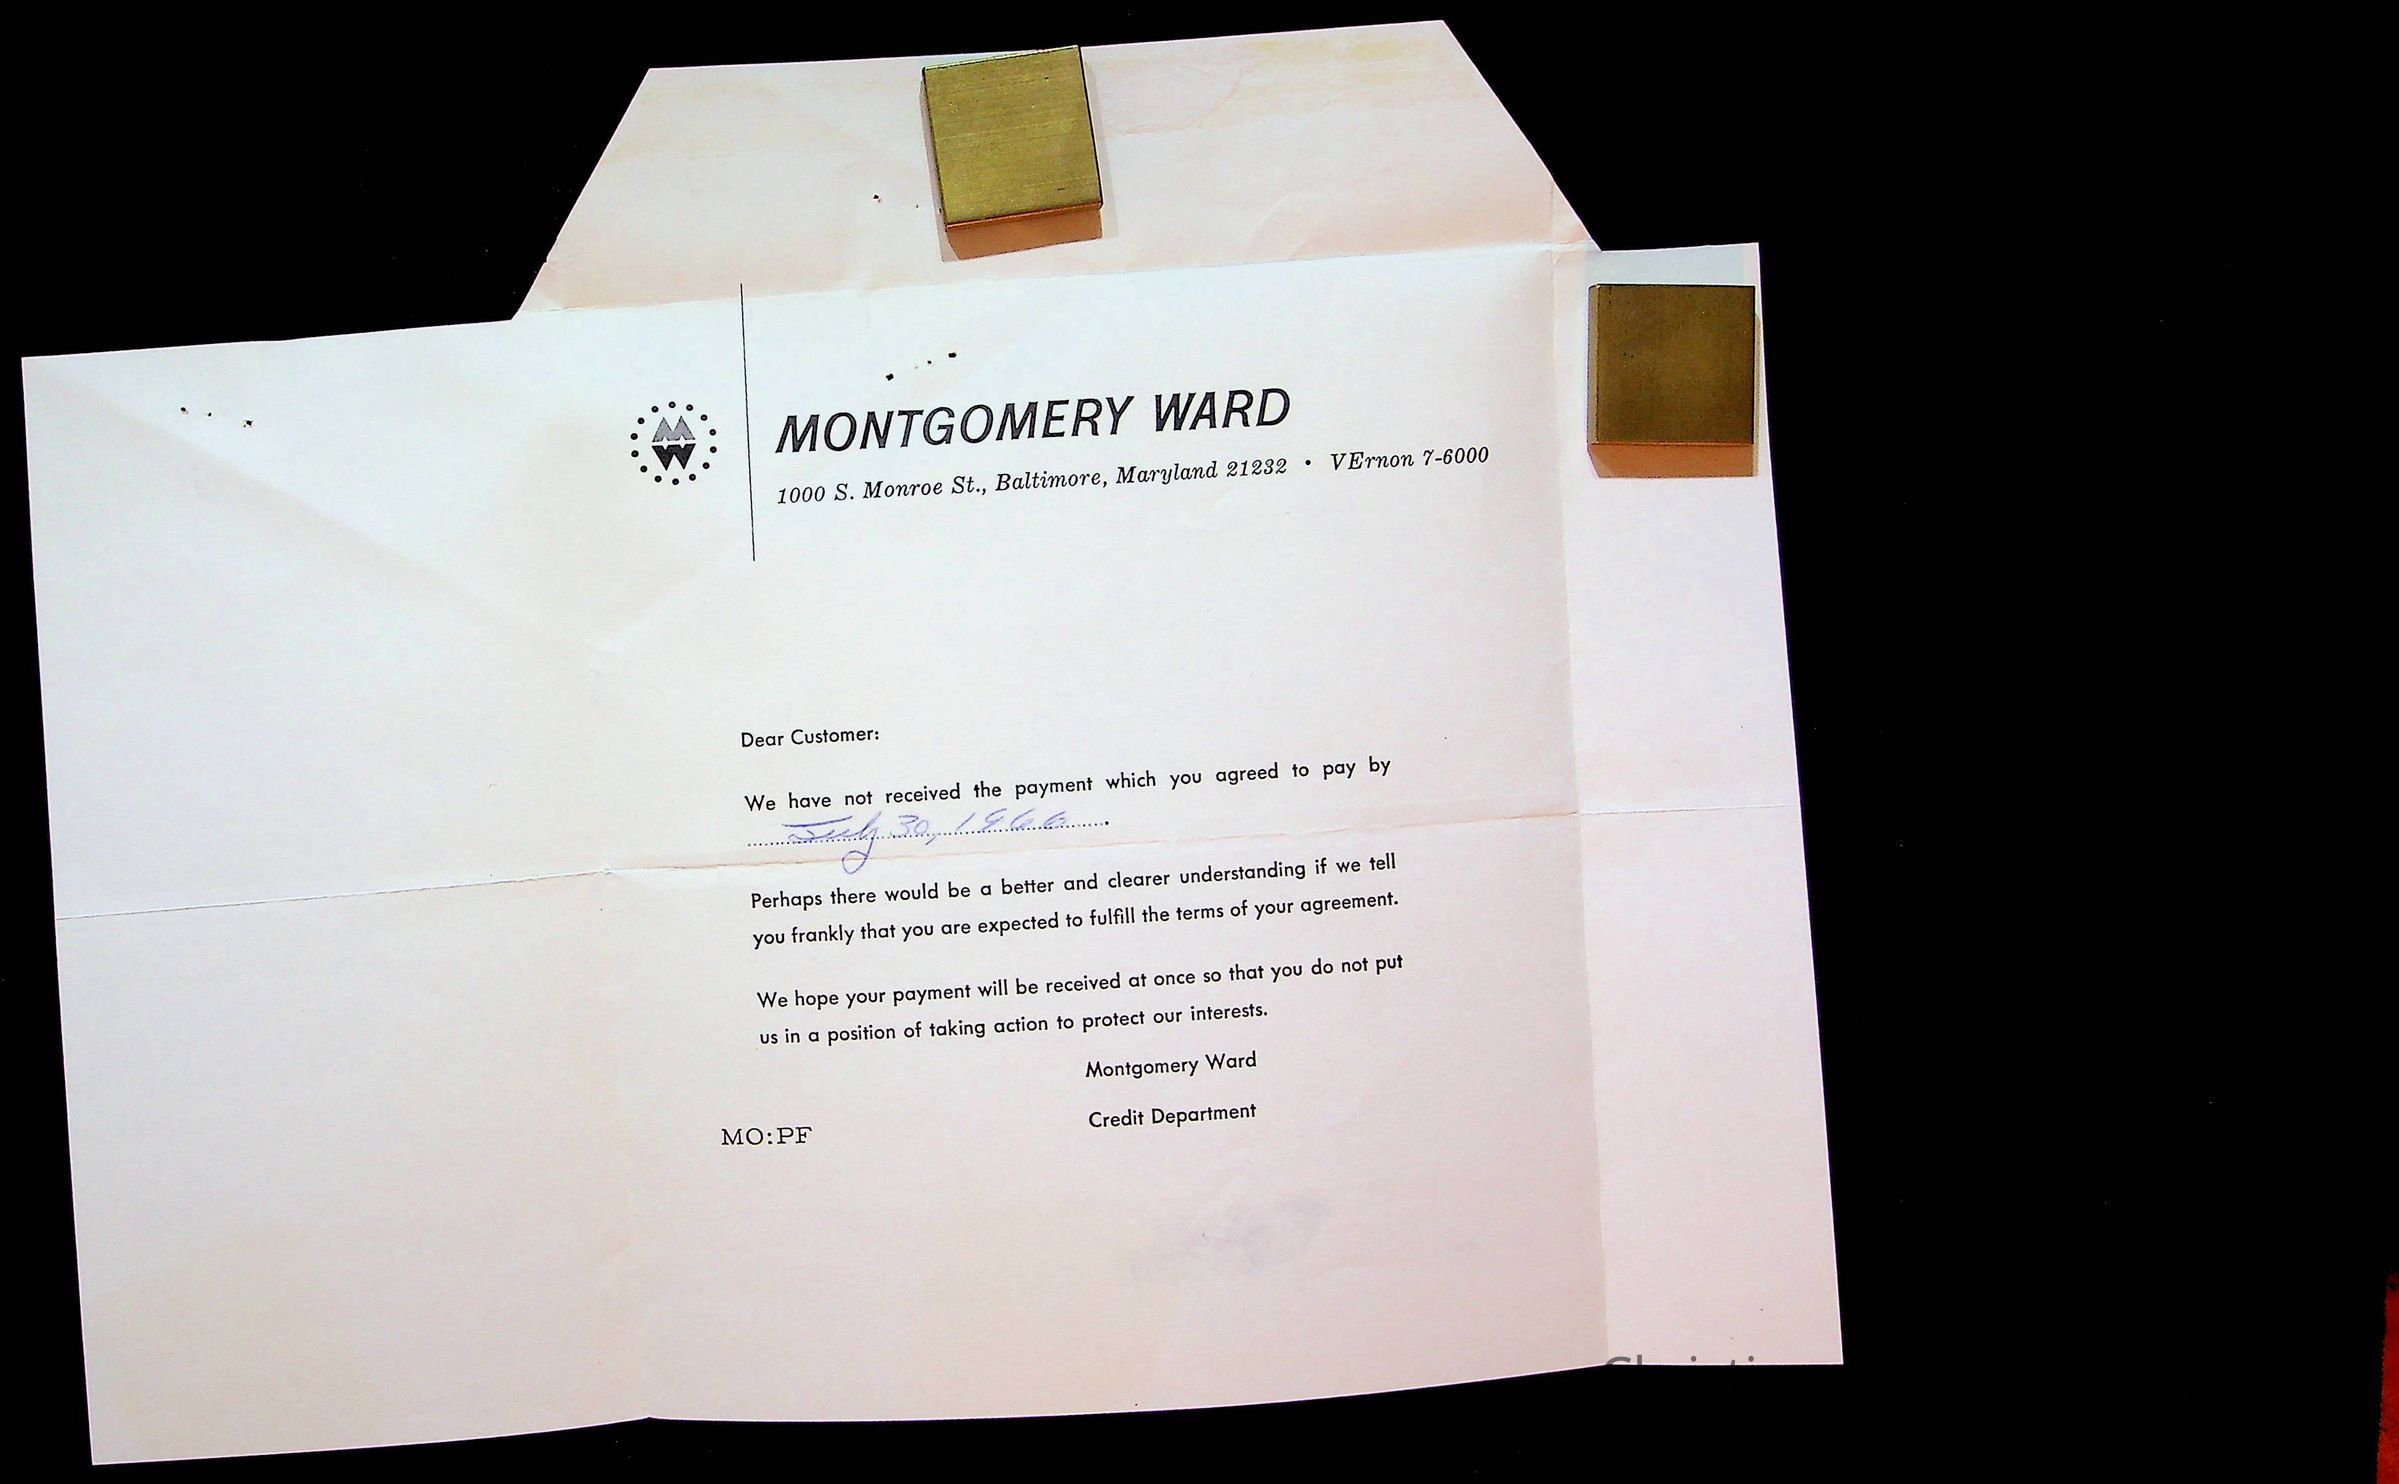 MW
MONTGOMERY WARD
1000 S. Monroe St., Baltimore, Maryland 21232 • VErnon 7-6000
Dear Customer:
We have not received the payment which you agreed to pay by
July 30, 1966.
Perhaps there would be a better and clearer understanding if we tell
you frankly that you are expected to fulfill the terms of your agreement.
We hope your payment will be received at once so that you do not put
us in a position of taking action to protect our interests.
Montgomery Ward
Credit Department
MO:PF